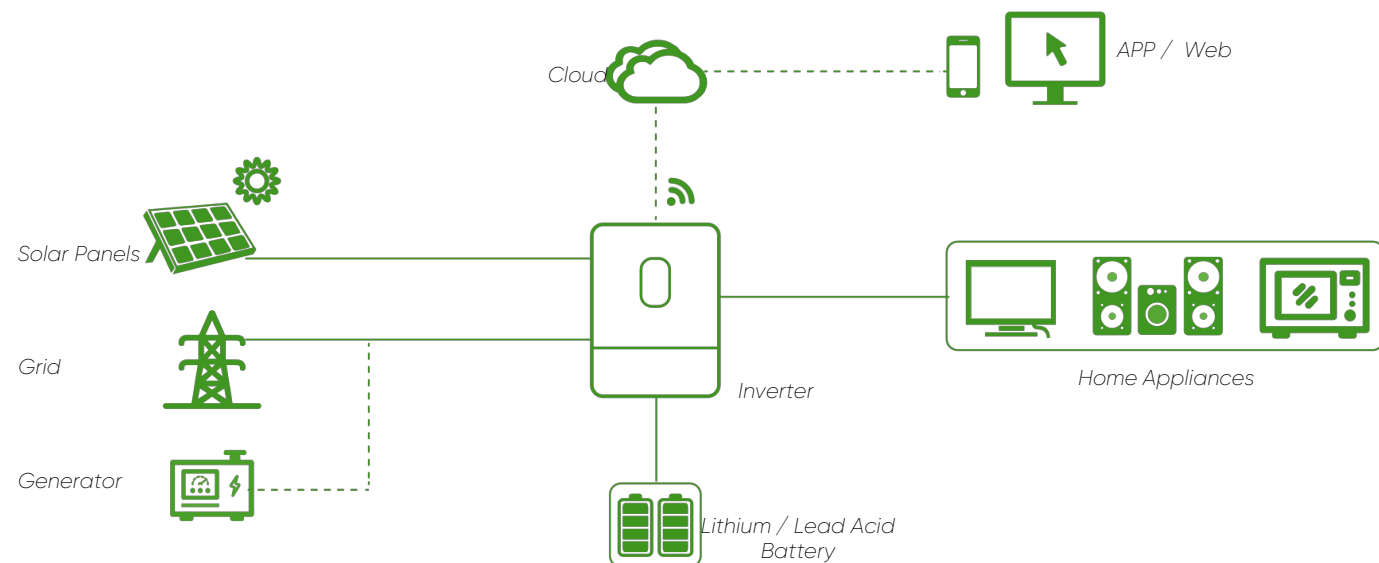 Cloud
APP / Web
Solar Panels
Grid
Inverter
Home Appliances
Generator
Lithium / Lead Acid
Battery